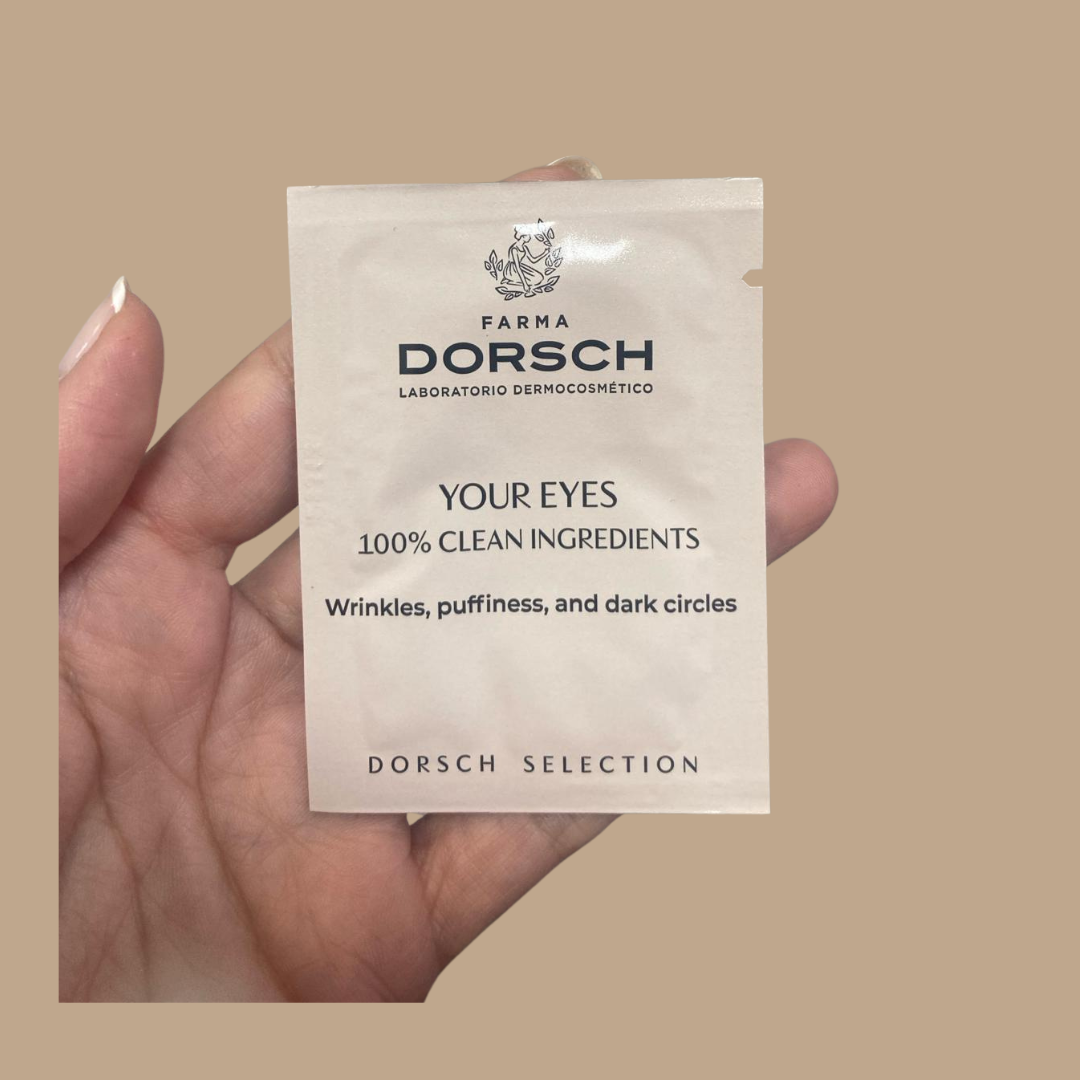 FARMA
DORSCH
LABORATORIO DERMOCOSMÉTICO
YOUR EYES
100% CLEAN INGREDIENTS
Wrinkles, puffiness, and dark circles
DORSCH SELECTION